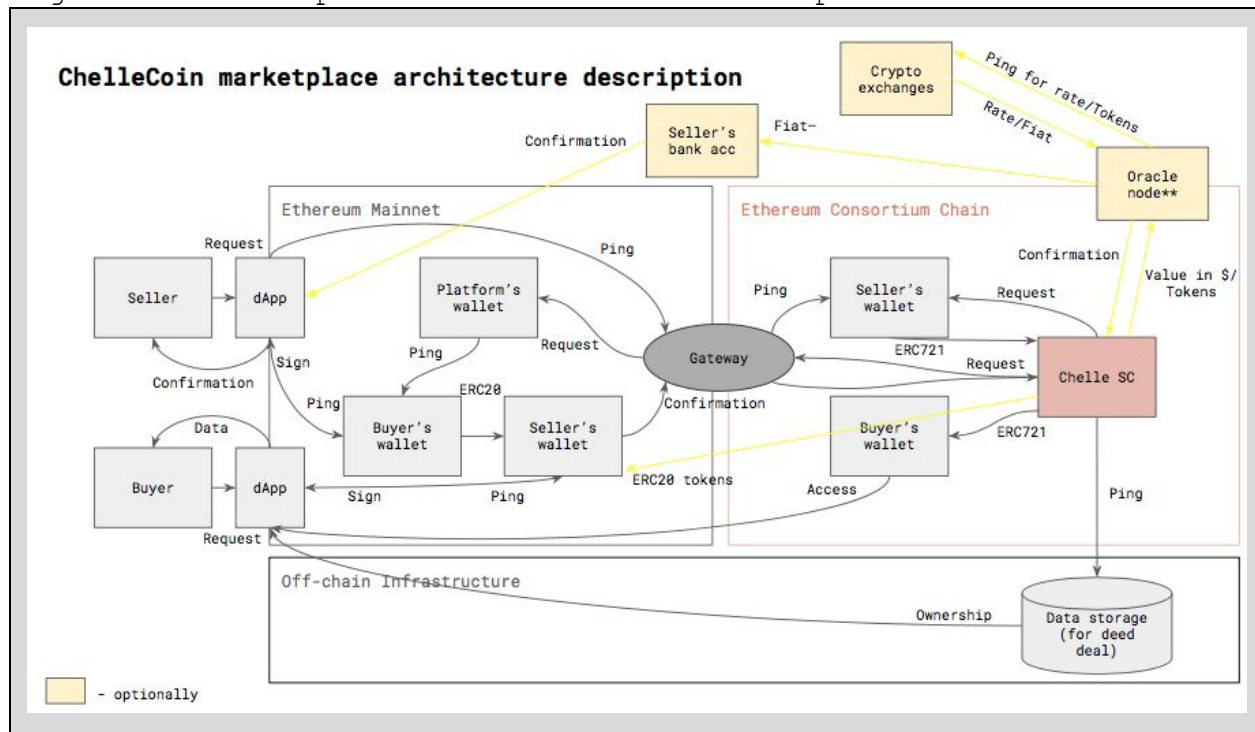 ChelleCoin marketplace architecture description
Crypto
exchanges
Ping for rate/Tokens
Rate/Fiat
Seller's
bank acc
Fiat—
Confirmation
Oracle
node**
Ethereum Mainnet
Ethereum Consortium Chain
Request
Ping
Confirmation
Value in $/
Tokens
Seller
dApp
Platform's
wallet
Ping
Seller's
wallet
Request
Request
Ping
ERC721
Gateway
Request
Chelle SC
Sign
Confirmation
Ping
ERC20
Confirmation
Data
Buyer's
wallet
Seller's
wallet
Buyer's
wallet
ERC721
Buyer
dApp
Sign
Ping
ERC20 tokens
Access
Ping
Request
Off-chain Infrastructure
Ownership
Data storage
(for deed
deal)
- optionally